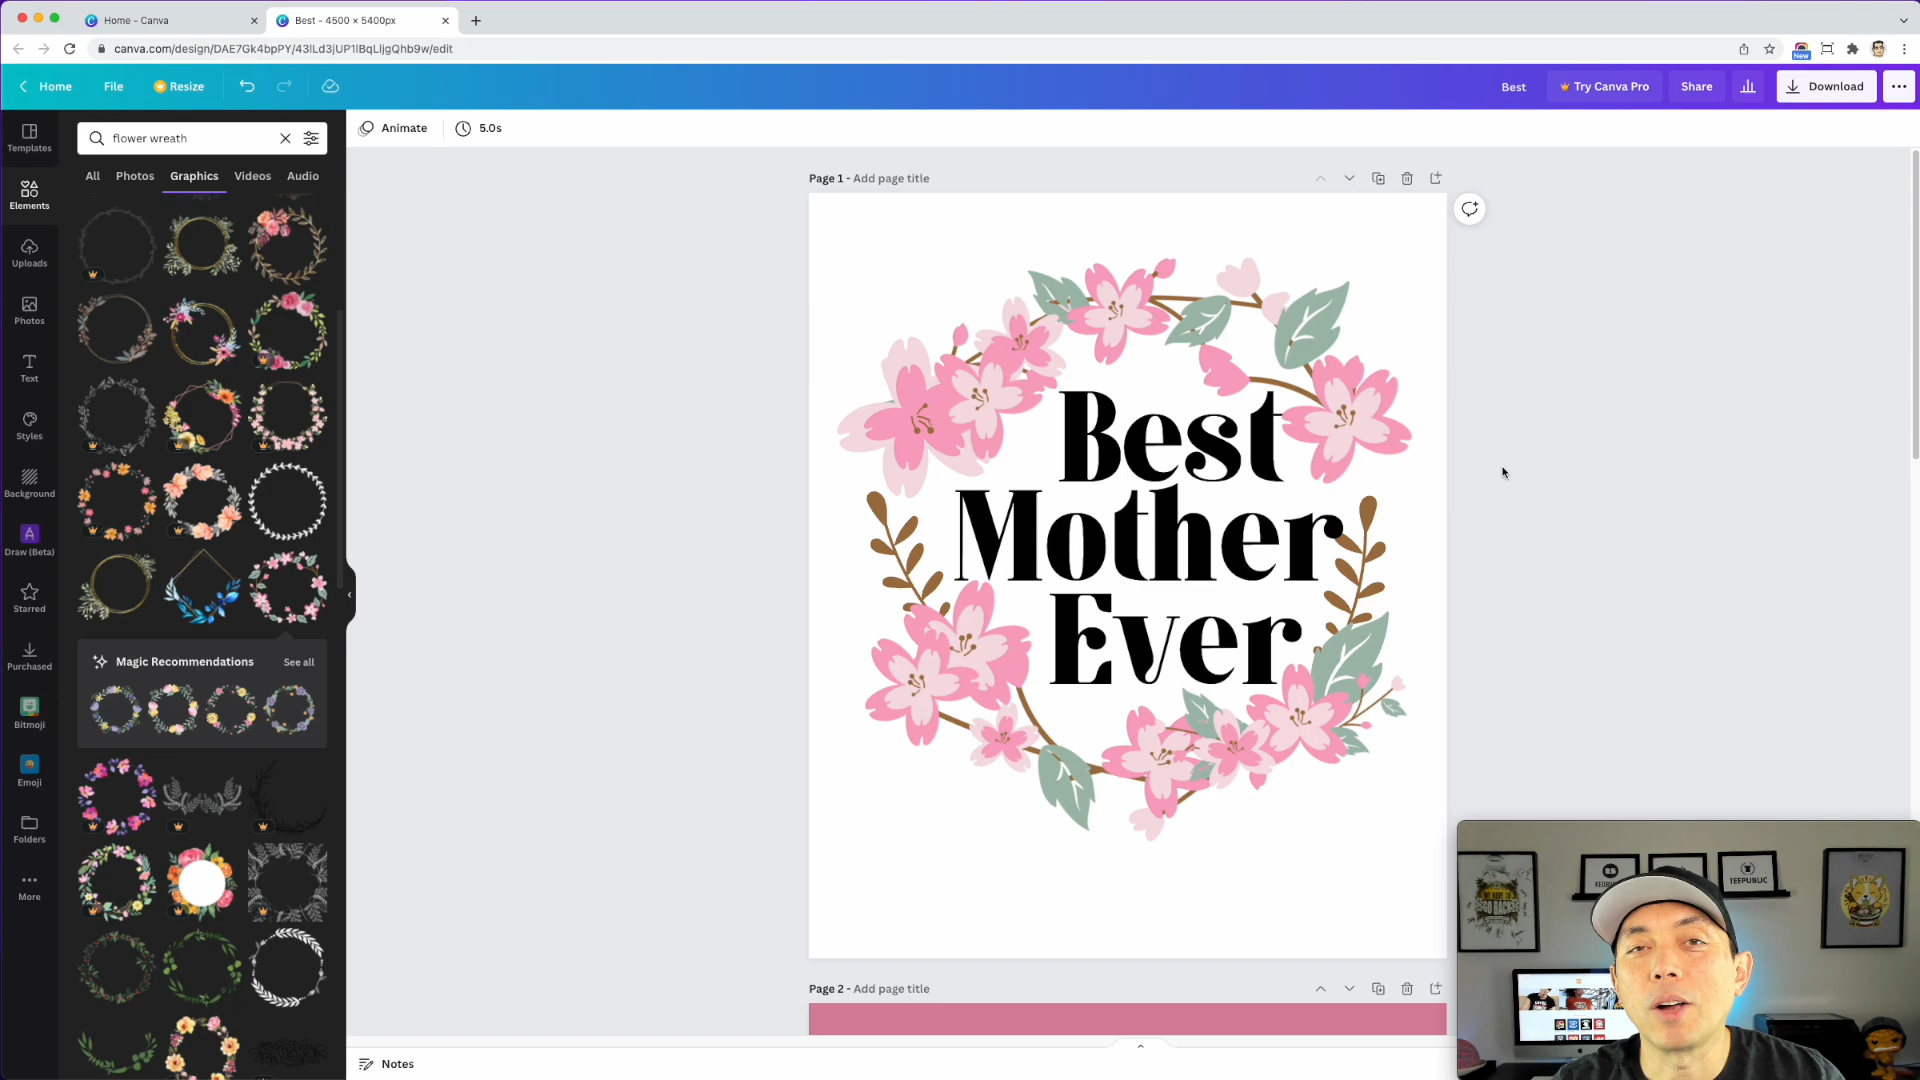 Home - Canva
Best - 4500 × 5400px
canva.com/design/DAE7Gk4bpPY/43lLd3jUP1lBqLljgQhb9w/edit
New
Home
File
Resize
Best
Try Canva Pro
Share
Download
Templates
Elements
Uploads
Photos
Text
Styles
Background
Draw (Beta)
Starred
Purchased
Bitmoji
Emoji
Folders
More
flower wreath
All
Photos
Graphics
Videos
Audio
Magic Recommendations
See all
Animate
5.0s
Page 1 - Add page title
Best
Mother
Ever
Page 2 - Add page title
Notes
TEEPUBLIC